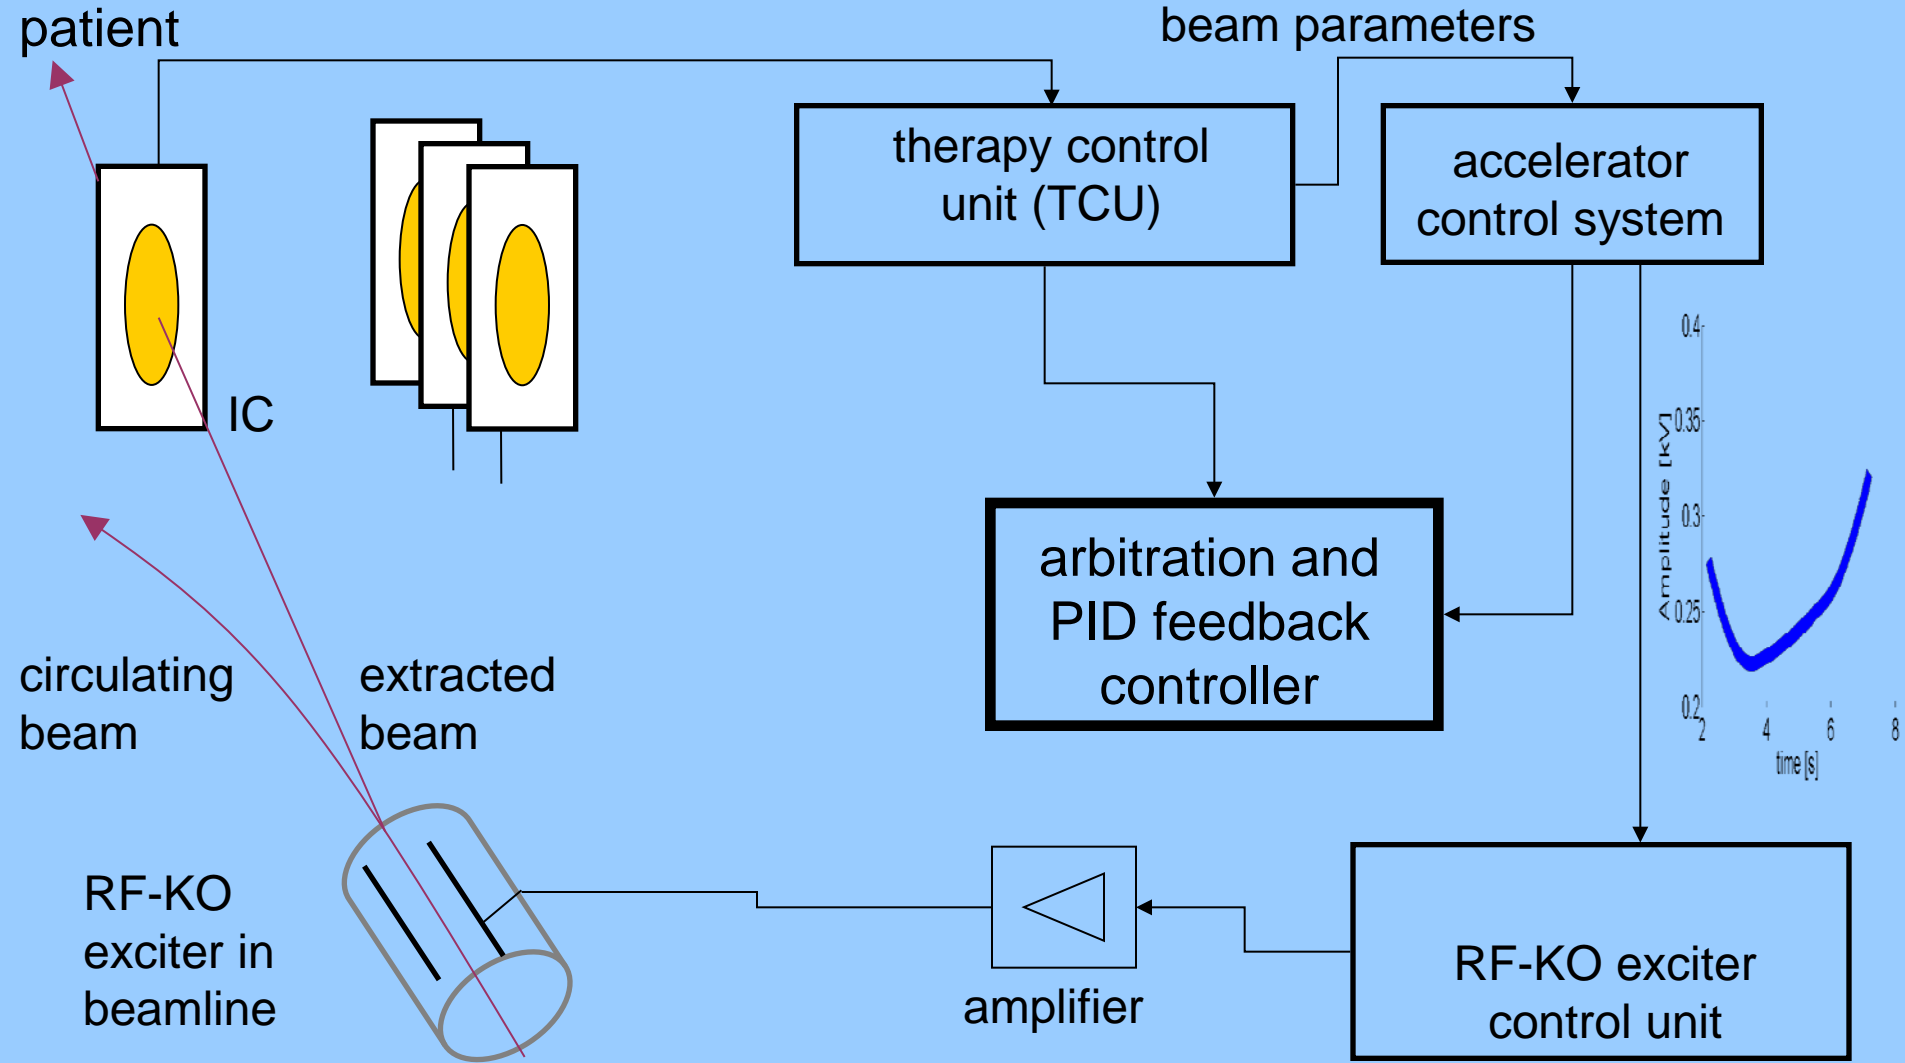 patient
beam parameters
therapy control
unit (TCU)
accelerator
control system
IC
arbitration and
PID feedback
controller
circulating
beam
extracted
beam
Amplitude [kV]
0.4
0.35
0.3
0.25
0.2
2
4
6
8
time [s]
RF-KO
exciter in
beamline
amplifier
RF-KO exciter
control unit